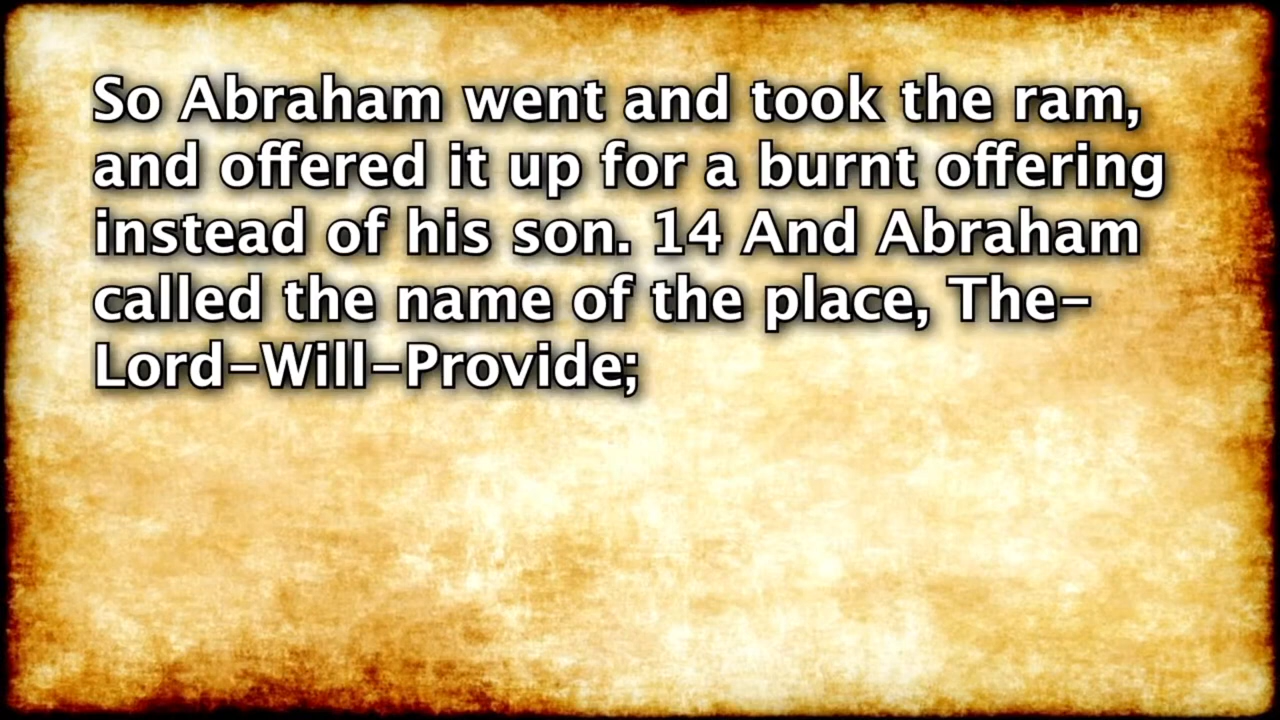 So Abraham went and took the ram,
and offered it up for a burnt offering
instead of his son. 14 And Abraham
called the name of the place, The-
Lord-Will-Provide;